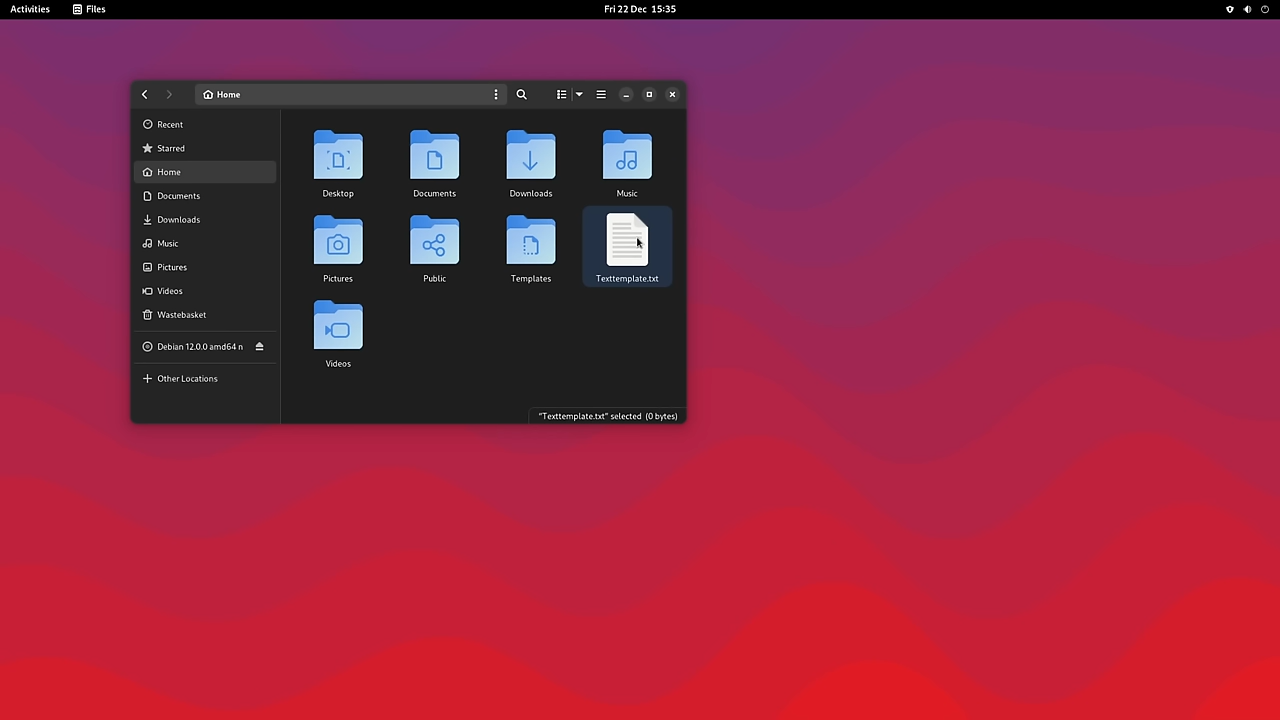 Activities Files Fri 22 Dec 15:35
Home
Recent
Starred
Home
Documents
Downloads
Music
Pictures
Videos
Wastebasket
Debian 12.0.0 amd64 n
Other Locations
Desktop Documents Downloads Music
Pictures Public Templates Texttemplate.txt
Videos
"Texttemplate.txt" selected (0 bytes)